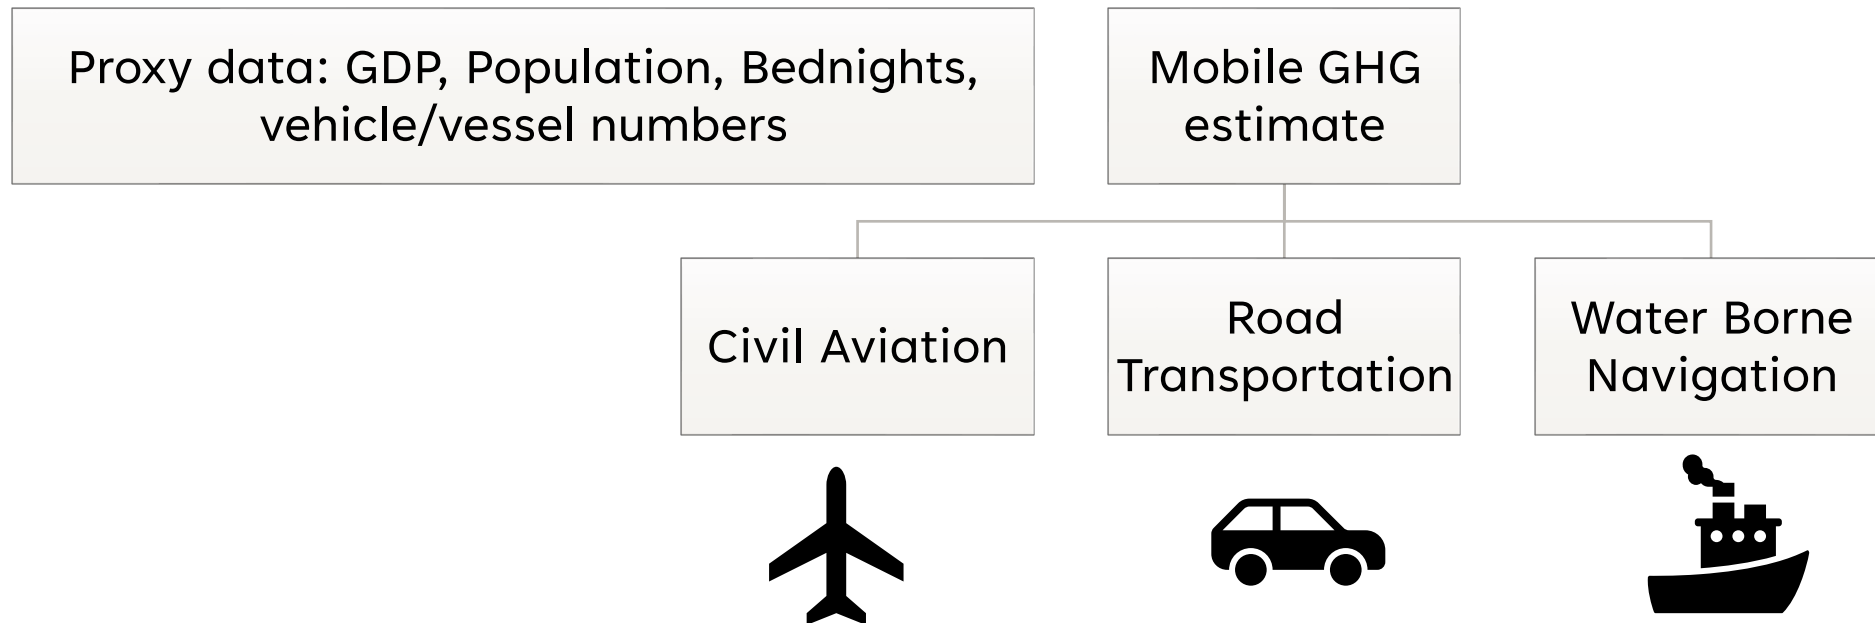 Proxy data: GDP, Population, Bednights,
vehicle/vessel numbers
Mobile GHG
estimate
Civil Aviation
Road
Transportation
Water Borne
Navigation